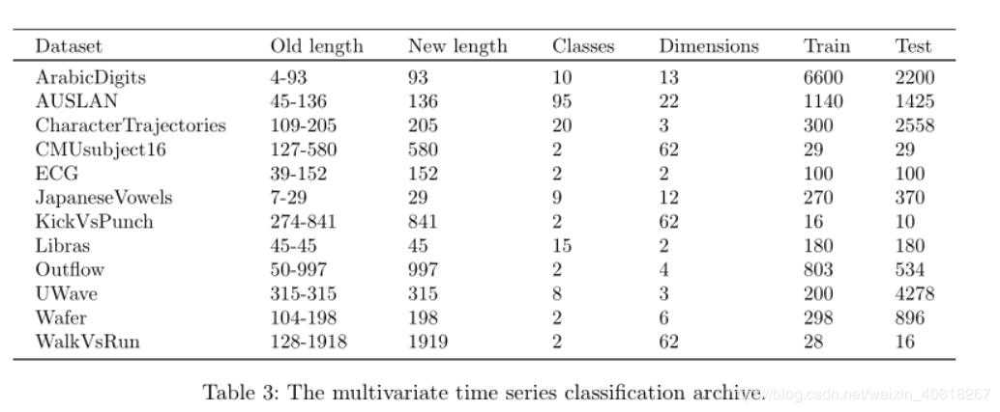 Dataset Old length New length Classes Dimensions Train Test
ArabicDigits 4-93 93 10 13 6600 2200
AUSLAN 45-136 136 95 22 1140 1425
CharacterTrajectories 109-205 205 20 3 300 2558
CMUsubject16 127-580 580 2 62 29 29
ECG 39-152 152 2 2 100 100
JapaneseVowels 7-29 29 9 12 270 370
KickVsPunch 274-841 841 2 62 16 10
Libras 45-45 45 15 2 180 180
Outflow 50-997 997 2 4 803 534
UWave 315-315 315 8 3 200 4278
Wafer 104-198 198 2 6 298 896
WalkVsRun 128-1918 1919 2 62 28 16
Table 3: The multivariate time series classification archive.
/blog.csdn.net/weixin_40818267